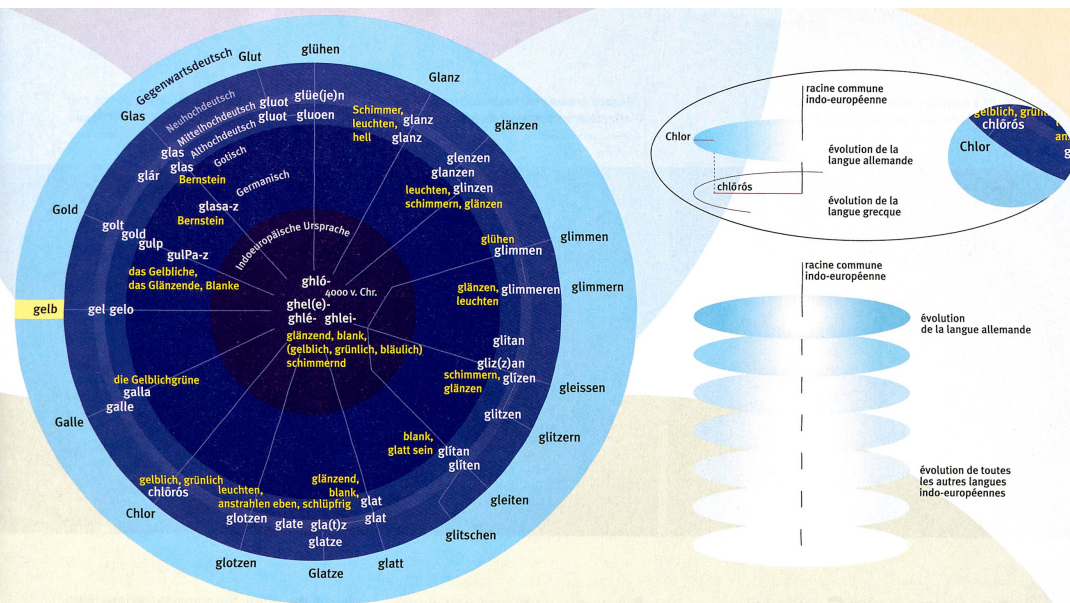 Gegenwartsdeutsch
Neuhochdeutsch
Mittelhochdeutsch
Althochdeutsch
Gotisch
Germanisch
Indoeuropäische Ursprache
ghló-
4000 v. Chr.
ghel(e)-
ghlé- ghlei-
glänzend, blank,
(gelblich, grünlich, bläulich)
schimmernd
glühen
glüe(je)n
gluoen
Glanz
Schimmer,
leuchten,
hell
glanz
glanz
glänzen
glenzen
glanzen
glinzen
leuchten,
schimmern, glänzen
glimmen
glühen
glimmen
glimmern
glänzen,
leuchten
glimmeren
gleissen
glitan
gliz(z)an
glízen
schimmern,
glänzen
glitzern
glitzen
gleiten
blank,
glatt sein
glítan
glíten
glitschen
glatt
glänzend,
blank,
glat
glat
Glatze
eben, schlüpfrig
glate gla(t)z
glatze
glotzen
leuchten,
anstrahlen
glotzen
Chlor
gelblich, grünlich
chlōrós
Galle
die Gelblichgrüne
galla
galle
gelb
gel gelo
Gold
golt
gold
gulp
gulPa-z
das Gelbliche,
das Glänzende, Blanke
Glas
glas
glas
glár
Bernstein
glasa-z
Bernstein
Glut
gluot
gluot
racine commune
indo-européenne
Chlor
évolution de la
langue allemande
chlōrós
évolution de la
langue grecque
gelblich, grünl
chlōrós
Chlor
racine commune
indo-européenne
évolution
de la langue allemande
évolution de toutes
les autres langues
indo-européennes